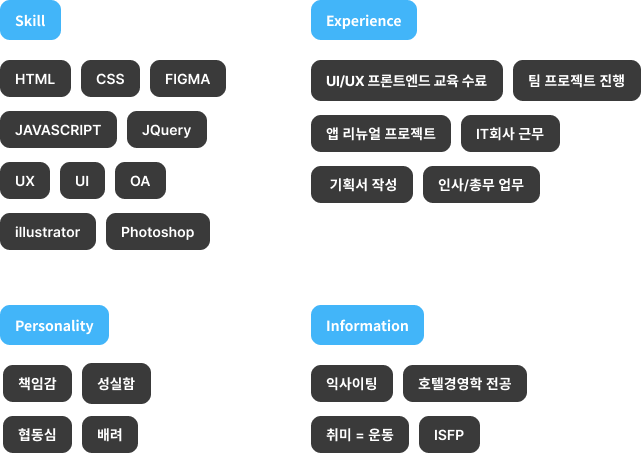 Skill
HTML CSS FIGMA
JAVASCRIPT JQuery
UX UI OA
illustrator Photoshop
Experience
UI/UX 프론트엔드 교육 수료 팀 프로젝트 진행
앱 리뉴얼 프로젝트 IT회사 근무
기획서 작성 인사/총무 업무
Personality
책임감 성실함
협동심 배려
Information
익사이팅 호텔경영학 전공
취미 = 운동 ISFP